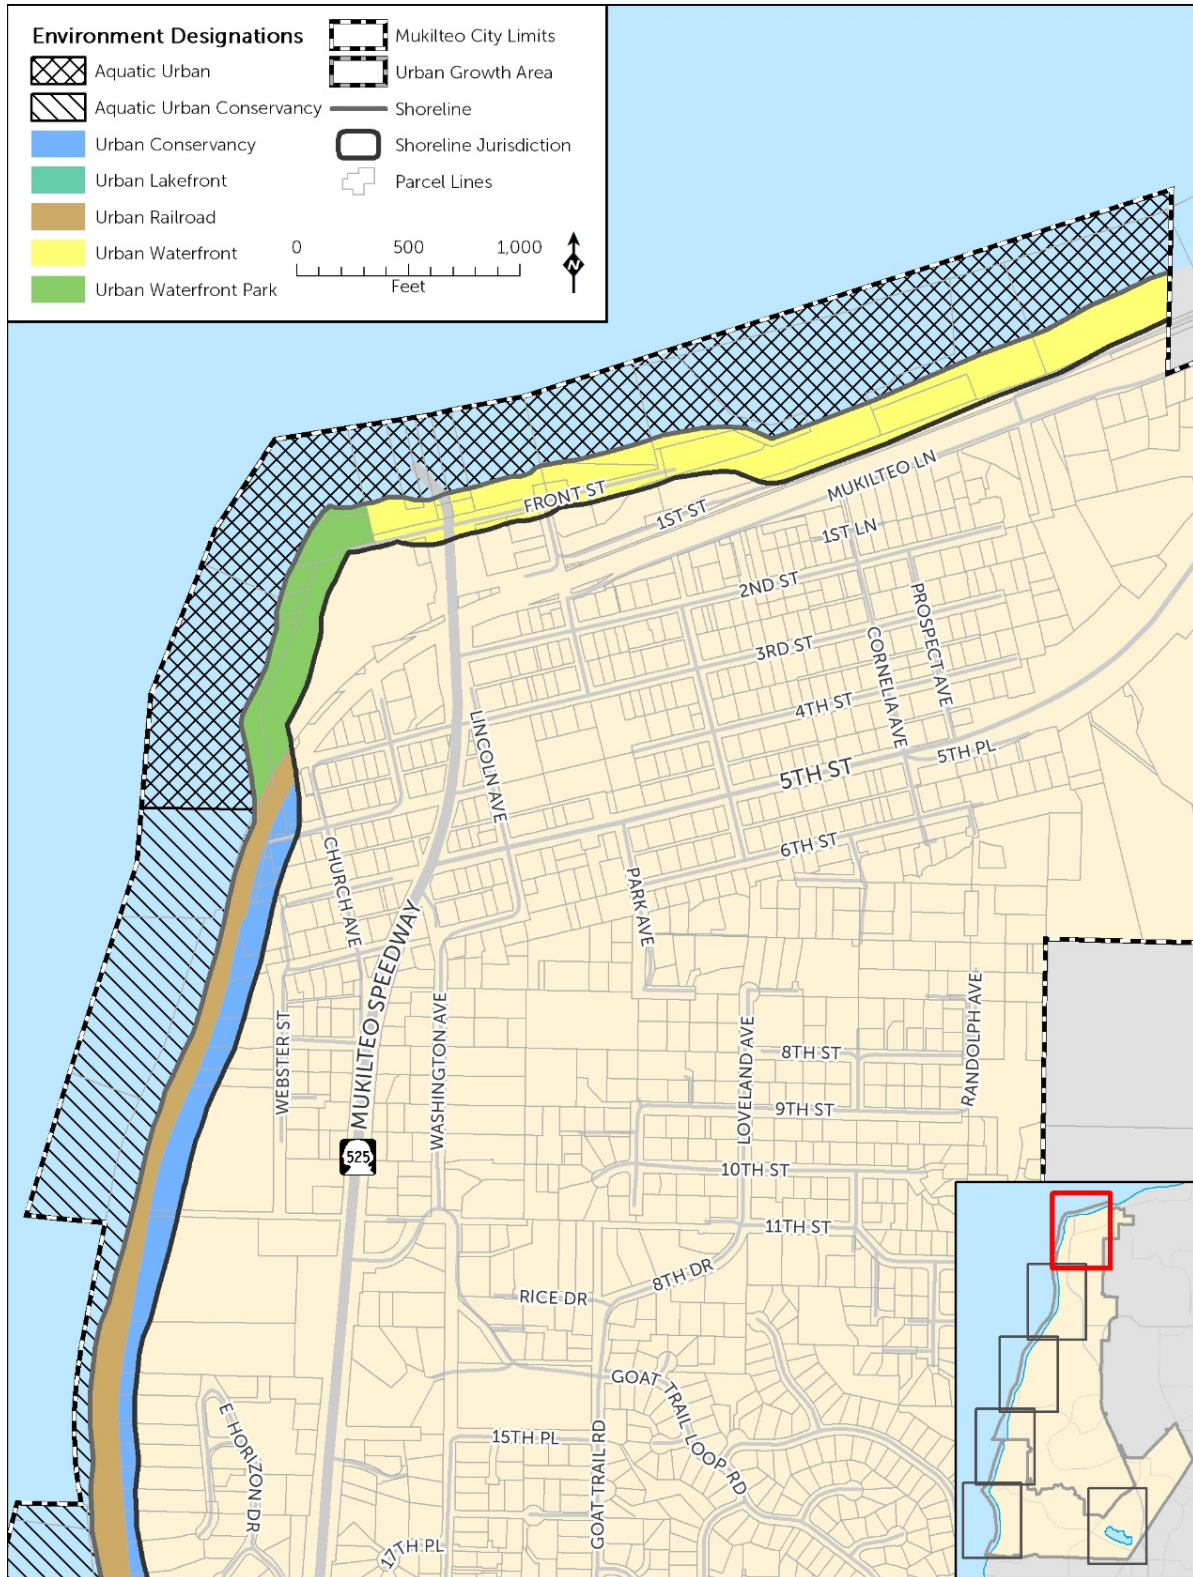 Environment Designations
Aquatic Urban
Aquatic Urban Conservancy
Urban Conservancy
Urban Lakefront
Urban Railroad
Urban Waterfront
Urban Waterfront Park
Mukilteo City Limits
Urban Growth Area
Shoreline
Shoreline Jurisdiction
Parcel Lines
0 500 1,000
Feet
N
FRONT ST
1ST ST
MUKILTEO LN
1ST LN
2ND ST
PROSPECT AVE
3RD ST
CORNELIA AVE
4TH ST
LINCOLN AVE
5TH ST
5TH PL
6TH ST
CHURCH AVE
PARK AVE
MUKILTEO SPEEDWAY
WASHINGTON AVE
WEBSTER ST
LOVELAND AVE
RANDOLPH AVE
8TH ST
9TH ST
525
10TH ST
11TH ST
8TH DR
RICE DR
GOAT TRAIL LOOP RD
E HORIZON DR
15TH PL
GOAT TRAIL RD
17TH PL